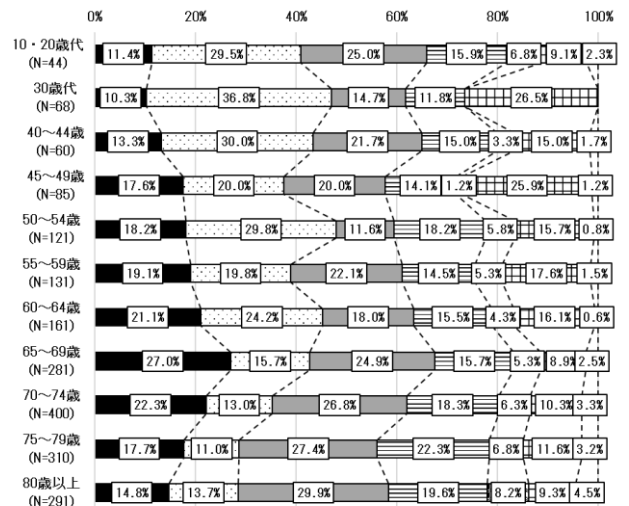 0% 20% 40% 60% 80% 100%
10・20歳代
(N=44)
11.4% 29.5% 25.0% 15.9% 6.8% 9.1% 2.3%
30歳代
(N=68)
10.3% 36.8% 14.7% 11.8% 26.5%
40～44歳
(N=60)
13.3% 30.0% 21.7% 15.0% 3.3% 15.0% 1.7%
45～49歳
(N=85)
17.6% 20.0% 20.0% 14.1% 1.2% 25.9% 1.2%
50～54歳
(N=121)
18.2% 29.8% 11.6% 18.2% 5.8% 15.7% 0.8%
55～59歳
(N=131)
19.1% 19.8% 22.1% 14.5% 5.3% 17.6% 1.5%
60～64歳
(N=161)
21.1% 24.2% 18.0% 15.5% 4.3% 16.1% 0.6%
65～69歳
(N=281)
27.0% 15.7% 24.9% 15.7% 5.3% 8.9% 2.5%
70～74歳
(N=400)
22.3% 13.0% 26.8% 18.3% 6.3% 10.3% 3.3%
75～79歳
(N=310)
17.7% 11.0% 27.4% 22.3% 6.8% 11.6% 3.2%
80歳以上
(N=291)
14.8% 13.7% 29.9% 19.6% 8.2% 9.3% 4.5%